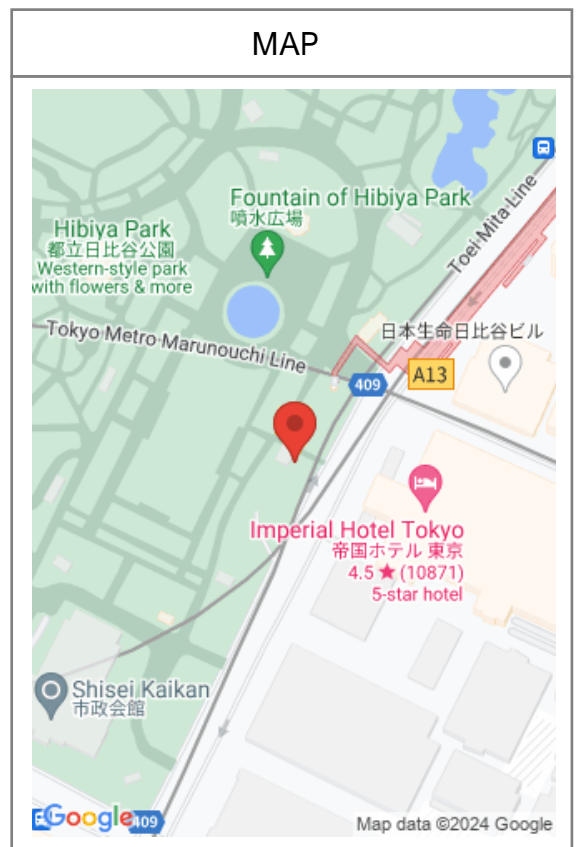 MAP
Fountain of Hibiya Park
噴水広場
Hibiya Park
都立日比谷公園
Western-style park
with flowers & more
Toei-Mita-Line
Tokyo Metro Marunouchi Line
日本生命日比谷ビル
409
A13
Imperial Hotel Tokyo
帝国ホテル 東京
4.5★(10871)
5-star hotel
Shisei Kaikan
市政会館
Google
409
Map data ©2024 Google